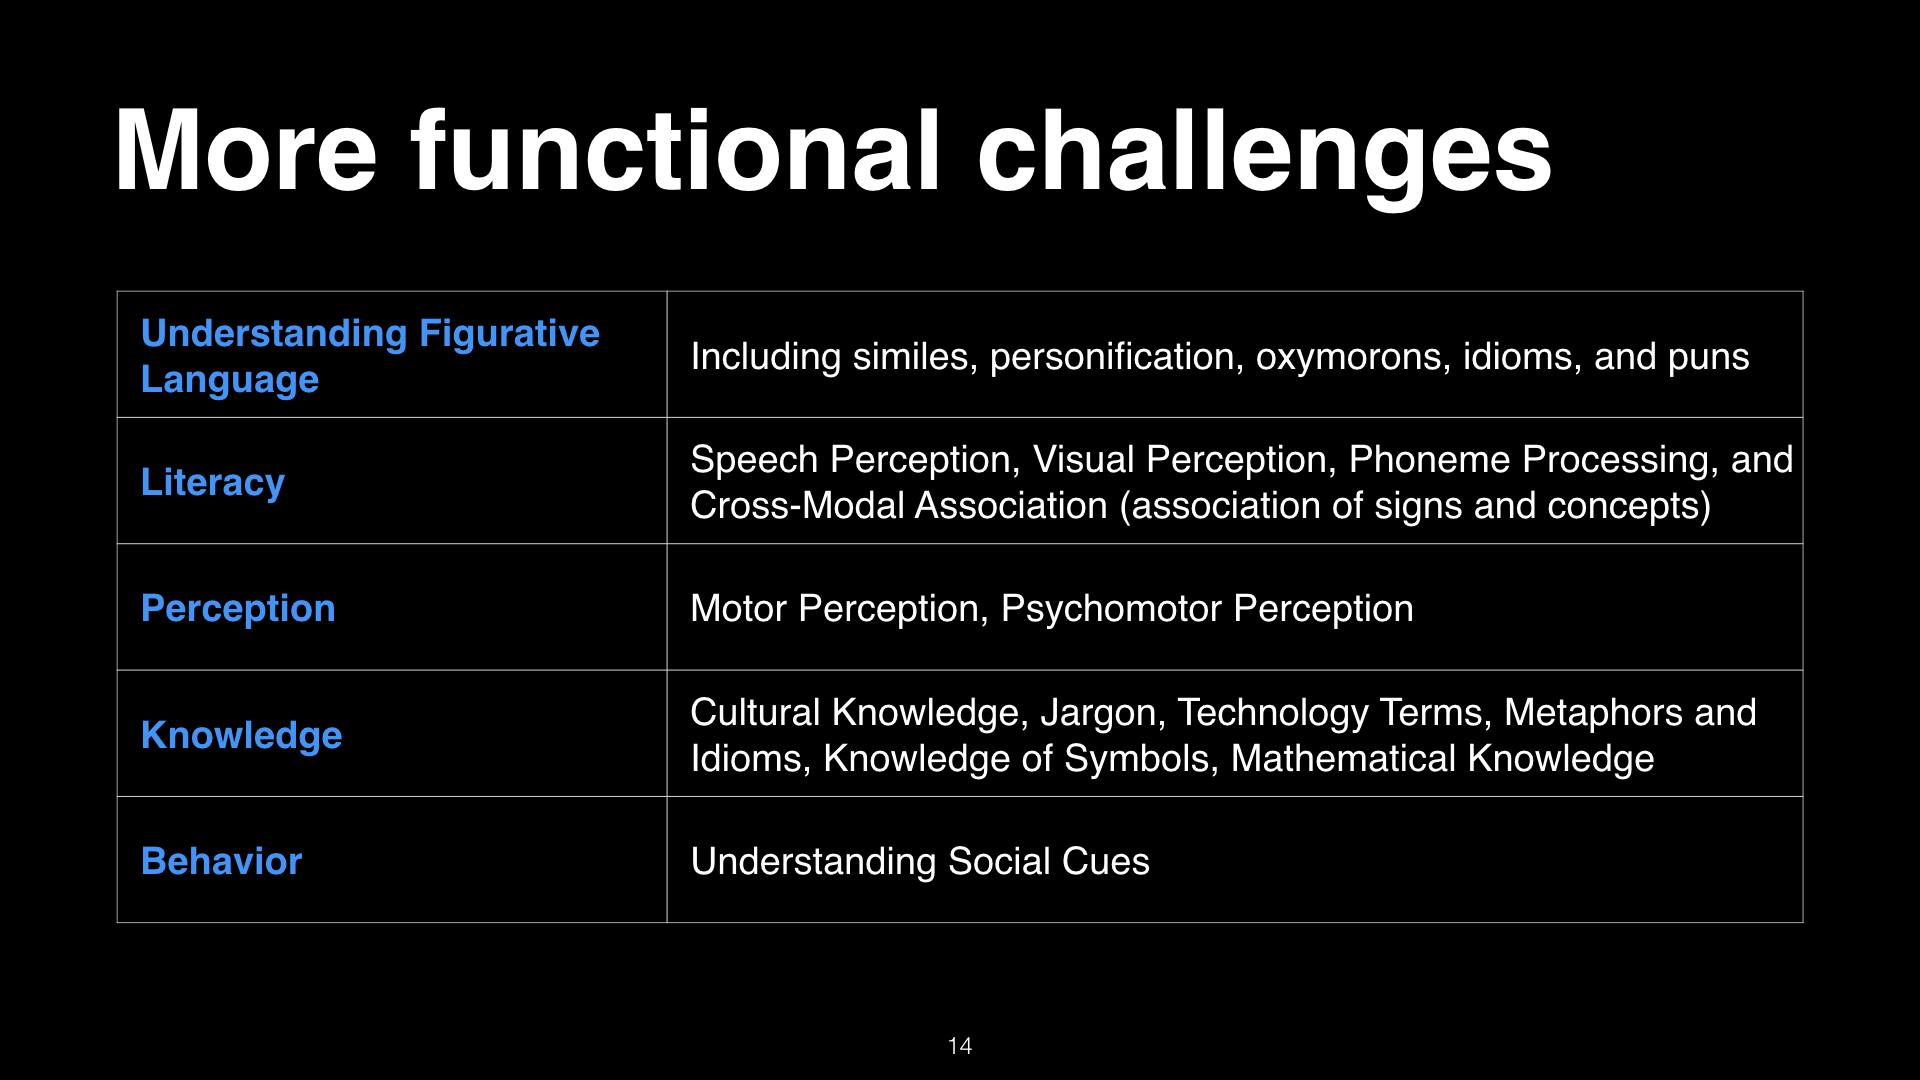 More functional challenges
Understanding Figurative
Language
Including similes, personification, oxymorons, idioms, and puns
Literacy
Speech Perception, Visual Perception, Phoneme Processing, and
Cross-Modal Association (association of signs and concepts)
Perception
Motor Perception, Psychomotor Perception
Knowledge
Cultural Knowledge, Jargon, Technology Terms, Metaphors and
Idioms, Knowledge of Symbols, Mathematical Knowledge
Behavior
Understanding Social Cues
14